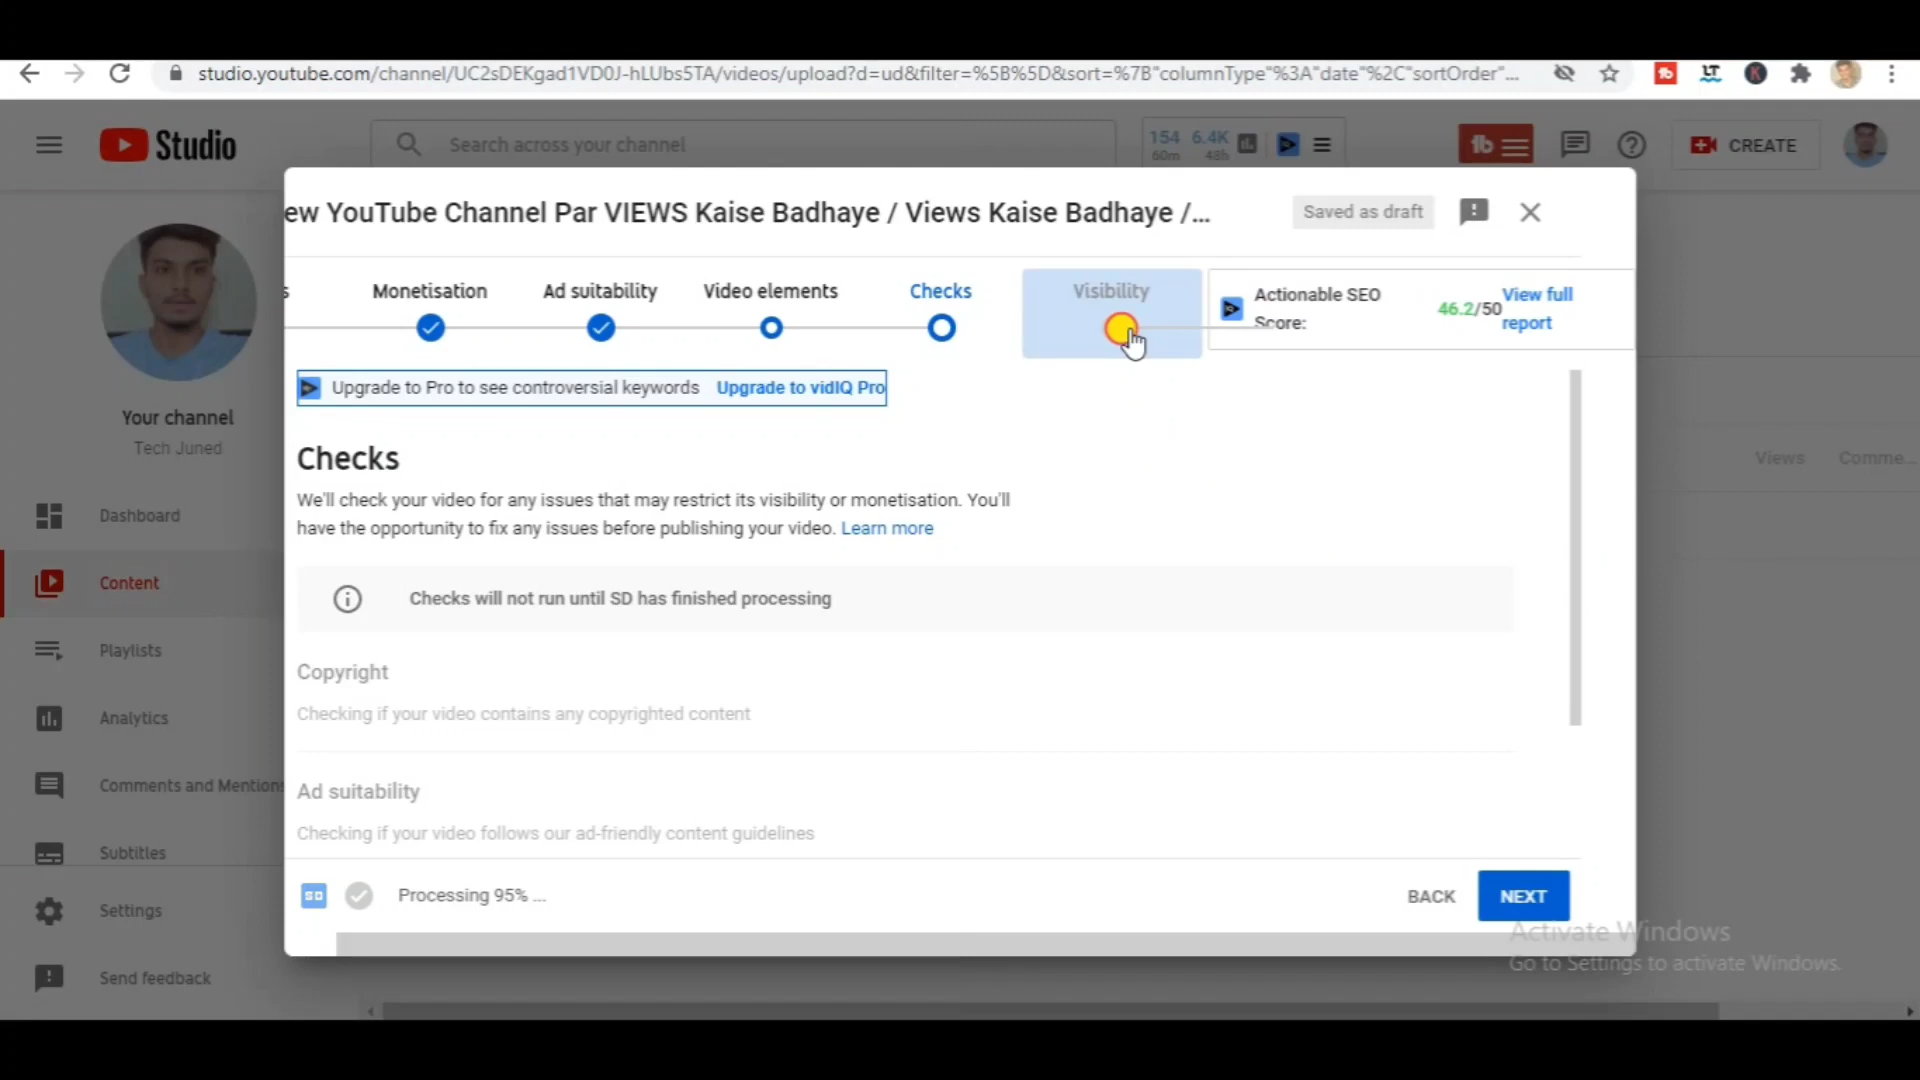 studio.youtube.com/channel/UC2sDEKgad1VD0J-hLUbs5TA/videos/upload?d=ud&filter=%5B%5D&sort=%7B"columnType"%3A"date"%2C"sortOrder"...
LT
K
Studio
Search across your channel
154 6.4K
60m 48h
CREATE
ew YouTube Channel Par VIEWS Kaise Badhaye / Views Kaise Badhaye /...
Saved as draft
s
Monetisation
Ad suitability
Video elements
Checks
Visibility
Actionable SEO
Score:
46.2/50
View full
report
Upgrade to Pro to see controversial keywords Upgrade to vidIQ Pro
Checks
We'll check your video for any issues that may restrict its visibility or monetisation. You'll
have the opportunity to fix any issues before publishing your video. Learn more
Checks will not run until SD has finished processing
Copyright
Checking if your video contains any copyrighted content
Ad suitability
Checking if your video follows our ad-friendly content guidelines
SD
Processing 95% ...
BACK
NEXT
Your channel
Tech Juned
Dashboard
Content
Playlists
Analytics
Comments and Mentions
Subtitles
Settings
Send feedback
Views
Comme...
Activate Windows
Go to Settings to activate Windows.